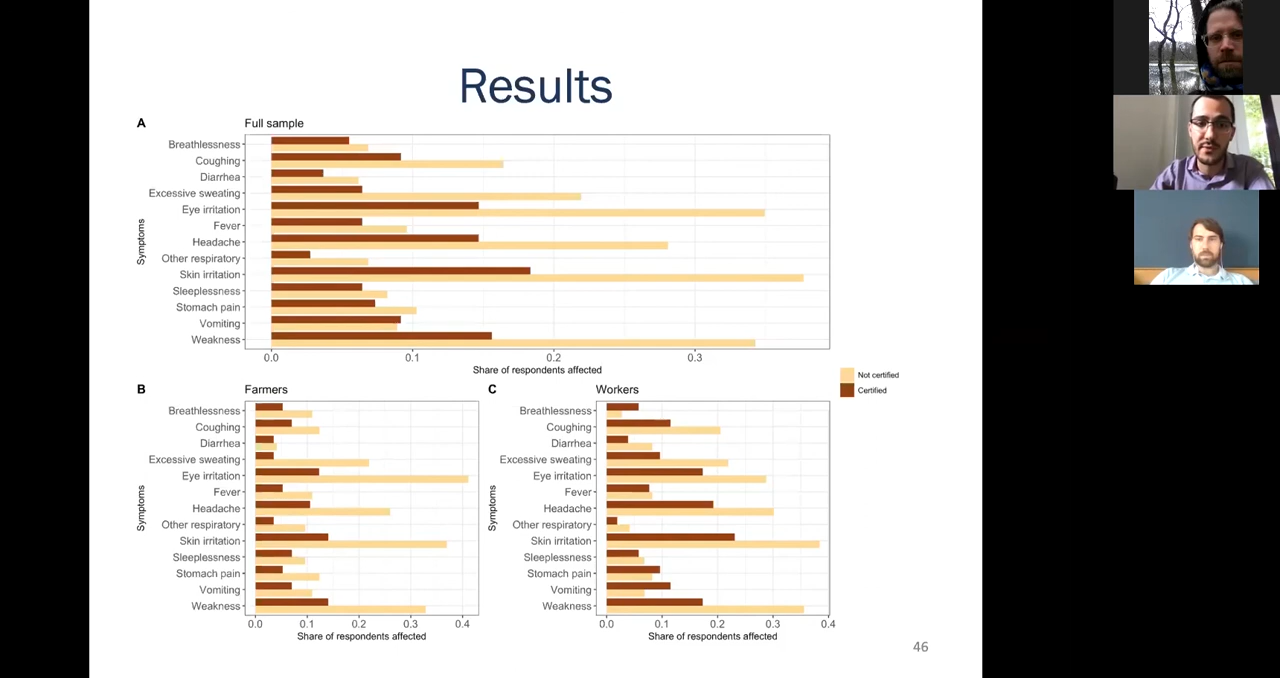 Results
A Full sample
Breathlessness
Coughing
Diarrhea
Excessive sweating
Eye irritation
Fever
Headache
Other respiratory
Skin irritation
Sleeplessness
Stomach pain
Vomiting
Weakness
Symptoms
0.0 0.1 0.2 0.3
Share of respondents affected
Not certified
Certified
B Farmers
Breathlessness
Coughing
Diarrhea
Excessive sweating
Eye irritation
Fever
Headache
Other respiratory
Skin irritation
Sleeplessness
Stomach pain
Vomiting
Weakness
Symptoms
0.0 0.1 0.2 0.3 0.4
Share of respondents affected
C Workers
Breathlessness
Coughing
Diarrhea
Excessive sweating
Eye irritation
Fever
Headache
Other respiratory
Skin irritation
Sleeplessness
Stomach pain
Vomiting
Weakness
Symptoms
0.0 0.1 0.2 0.3 0.4
Share of respondents affected
46